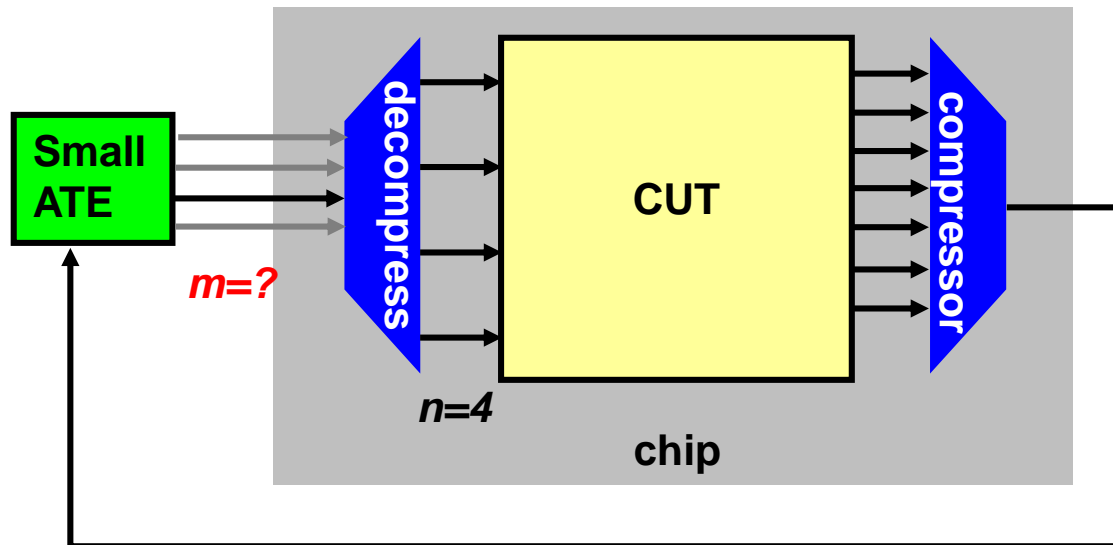 Small
ATE
m=?
decompress
n=4
CUT
compressor
chip